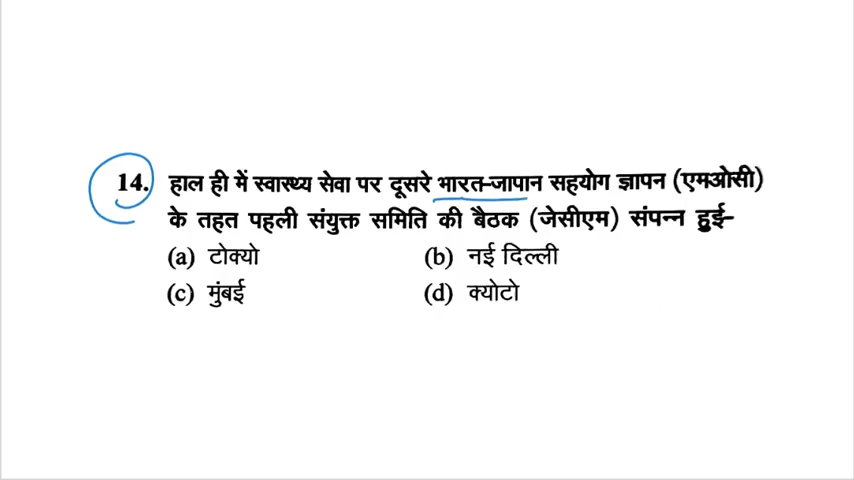 14. हाल ही में स्वास्थ्य सेवा पर दूसरे भारत-जापान सहयोग ज्ञापन (एमओसी)
के तहत पहली संयुक्त समिति की बैठक (जेसीएम) संपन्न हुई-
(a) टोक्यो (b) नई दिल्ली
(c) मुंबई (d) क्योटो